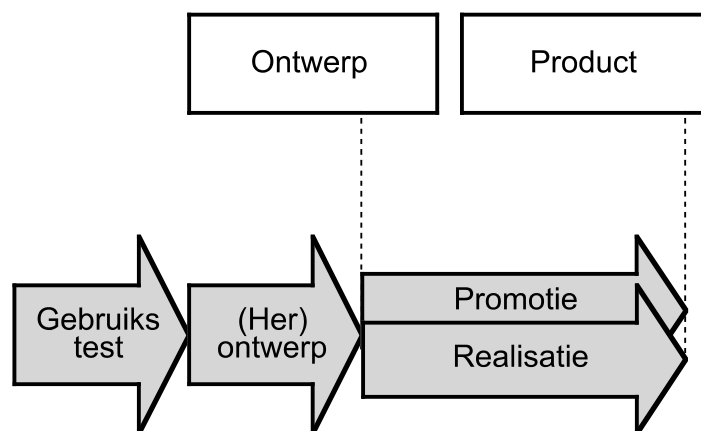 Ontwerp
Product
Gebruiks
test
(Her)
ontwerp
Promotie
Realisatie